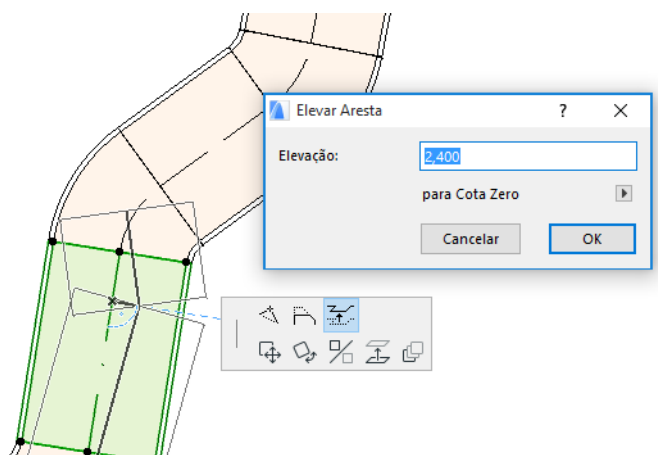 Elevar Aresta
?
Elevação:
2,400
para Cota Zero
Cancelar
OK